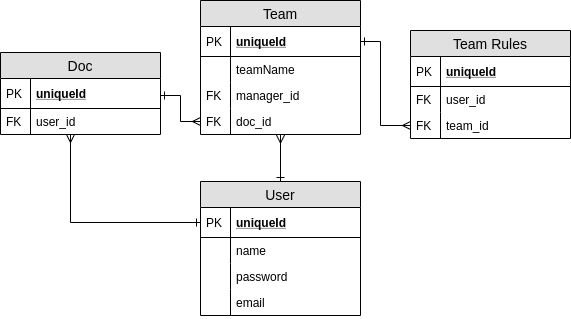 Team
PK uniqueId
teamName
FK manager_id
FK doc_id
Team Rules
PK uniqueId
FK user_id
FK team_id
Doc
PK uniqueId
FK user_id
User
PK uniqueId
name
password
email